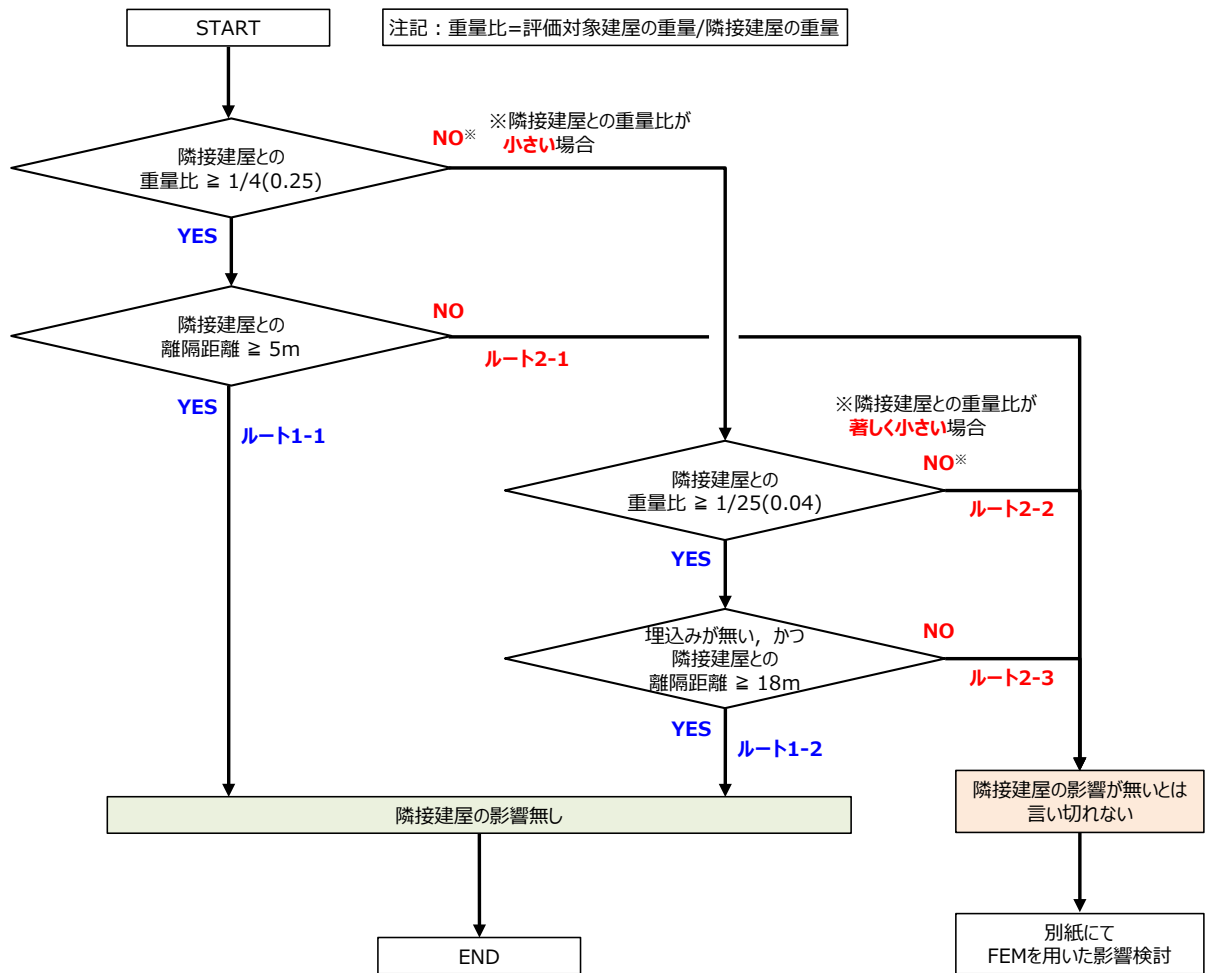 START
注記：重量比=評価対象建屋の重量/隣接建屋の重量
隣接建屋との
重量比 ≧ 1/4(0.25)
NO※
※隣接建屋との重量比が
小さい場合
YES
隣接建屋との
離隔距離 ≧ 5m
NO
ルート2-1
YES
ルート1-1
※隣接建屋との重量比が
著しく小さい場合
隣接建屋との
重量比 ≧ 1/25(0.04)
NO※
ルート2-2
YES
埋込みが無い，かつ
隣接建屋との
離隔距離 ≧ 18m
NO
ルート2-3
YES
ルート1-2
隣接建屋の影響無し
隣接建屋の影響が無いとは
言い切れない
END
別紙にて
FEMを用いた影響検討